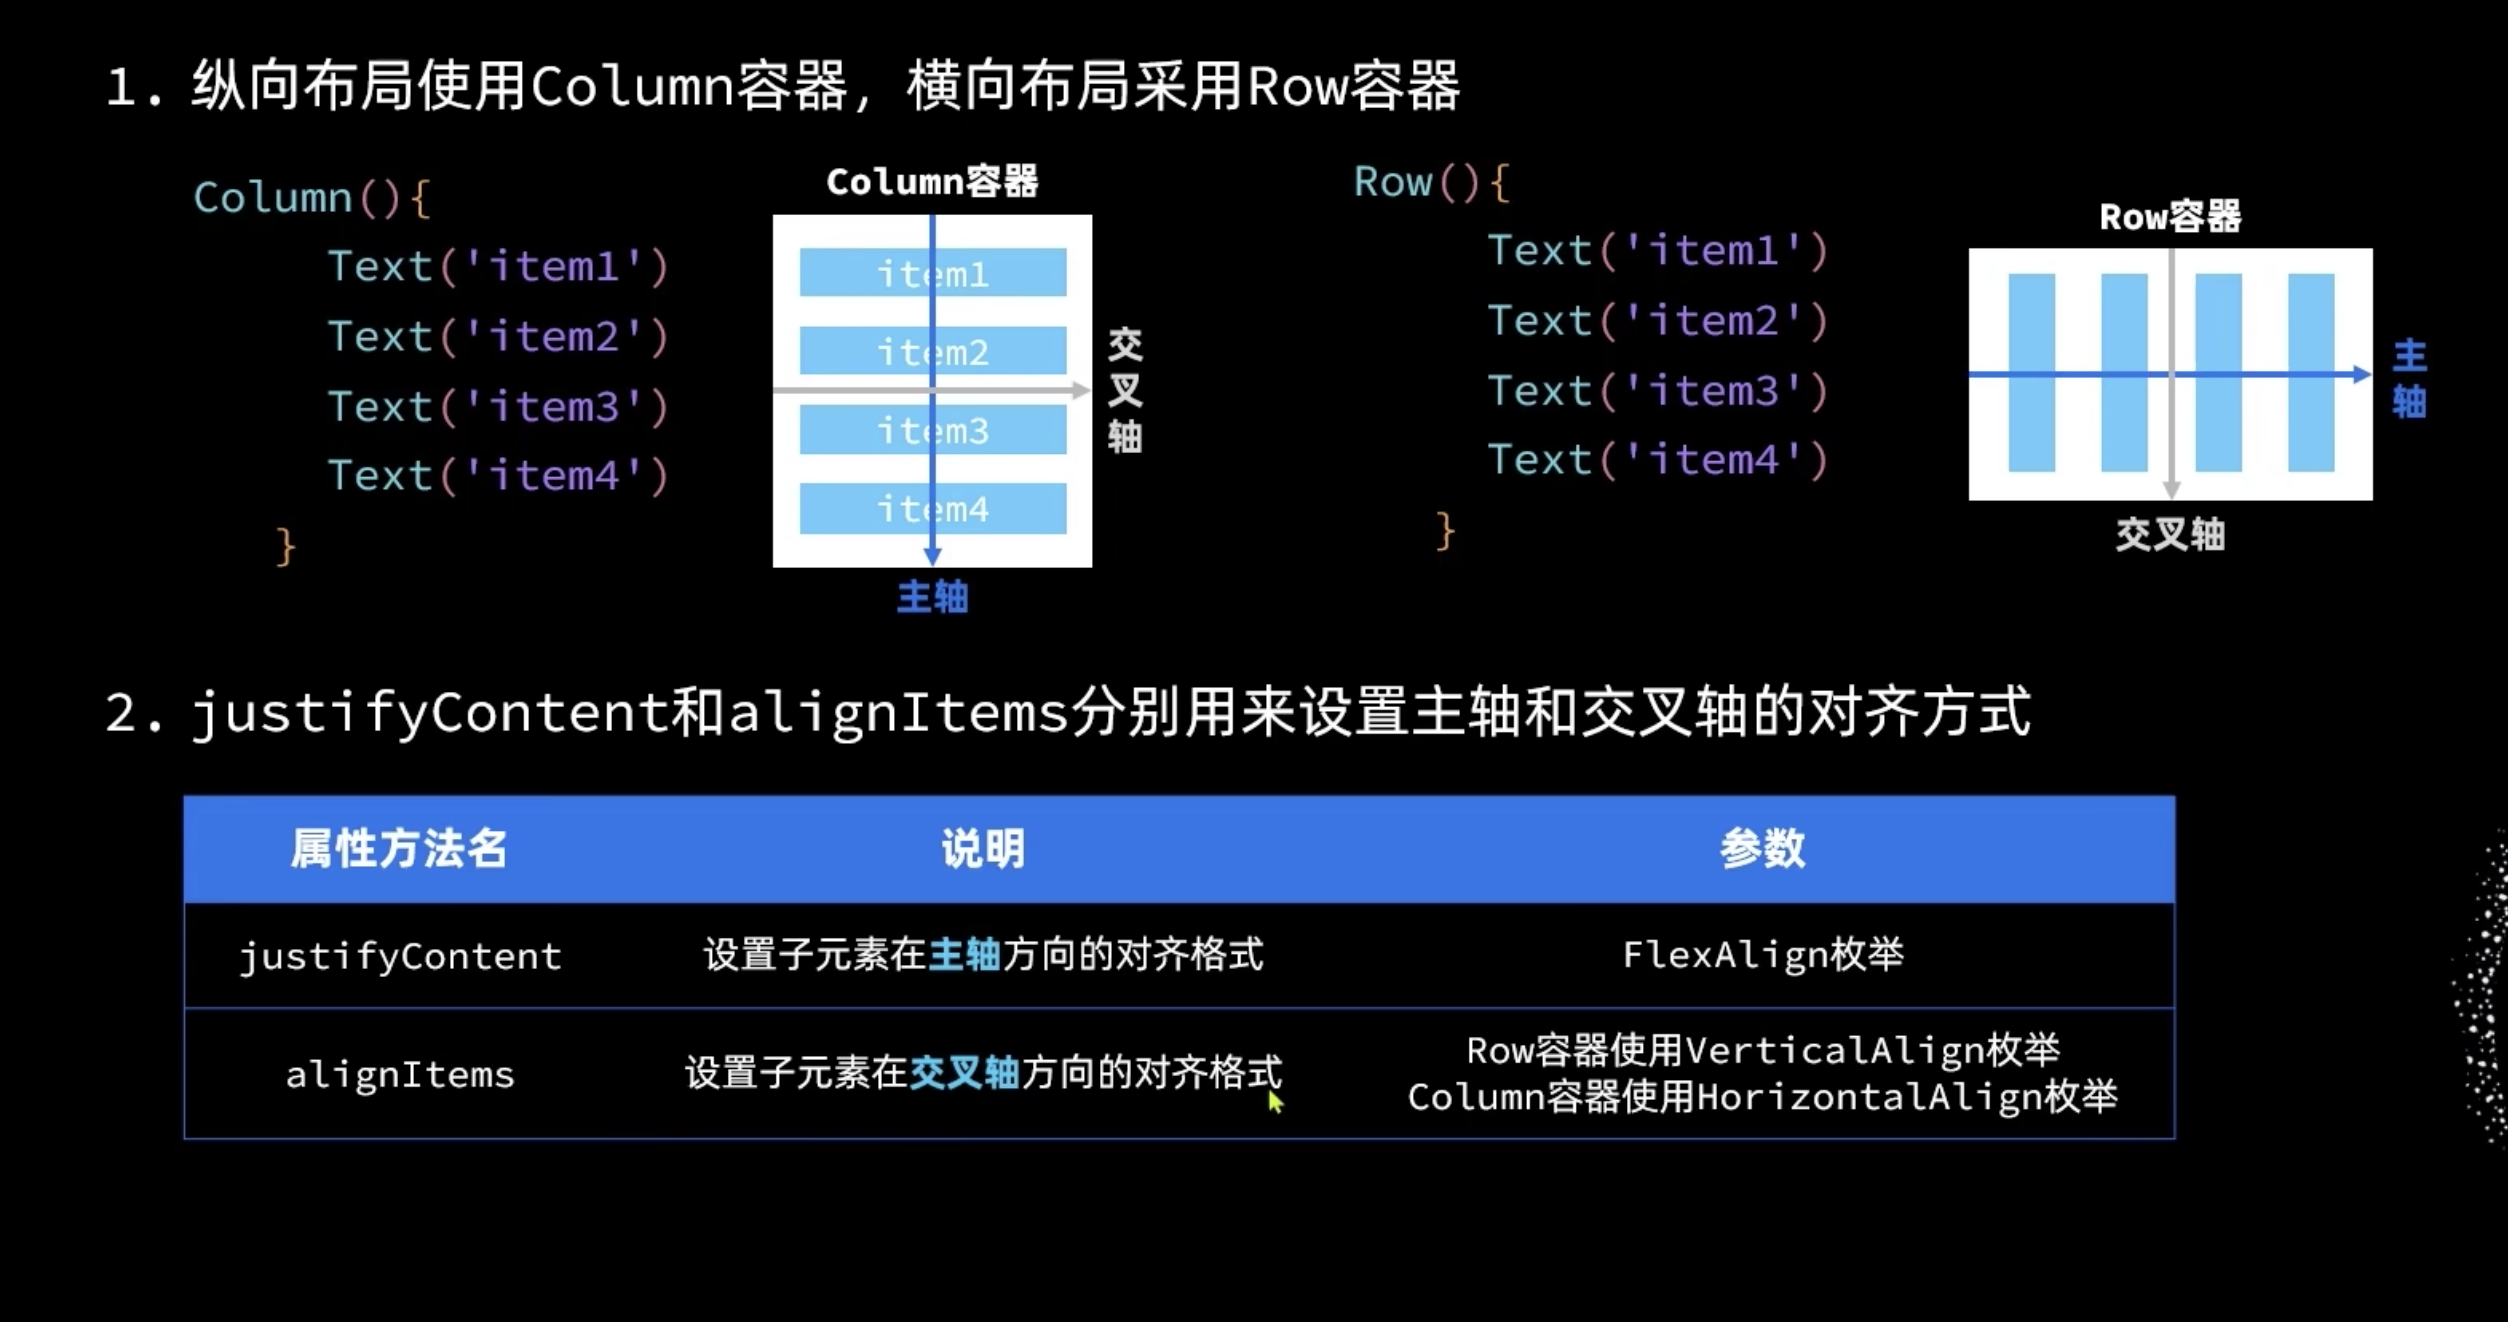 1. 纵向布局使用Column容器，横向布局采用Row容器
Column(){
Text('item1')
Text('item2')
Text('item3')
Text('item4')
}
Column容器
item1
item2
item3
item4
交叉轴
主轴
Row(){
Text('item1')
Text('item2')
Text('item3')
Text('item4')
}
Row容器
主轴
交叉轴
2. justifyContent和alignItems分别用来设置主轴和交叉轴的对齐方式
属性方法名 说明 参数
justifyContent 设置子元素在主轴方向的对齐格式 FlexAlign枚举
alignItems 设置子元素在交叉轴方向的对齐格式 Row容器使用VerticalAlign枚举
Column容器使用HorizontalAlign枚举